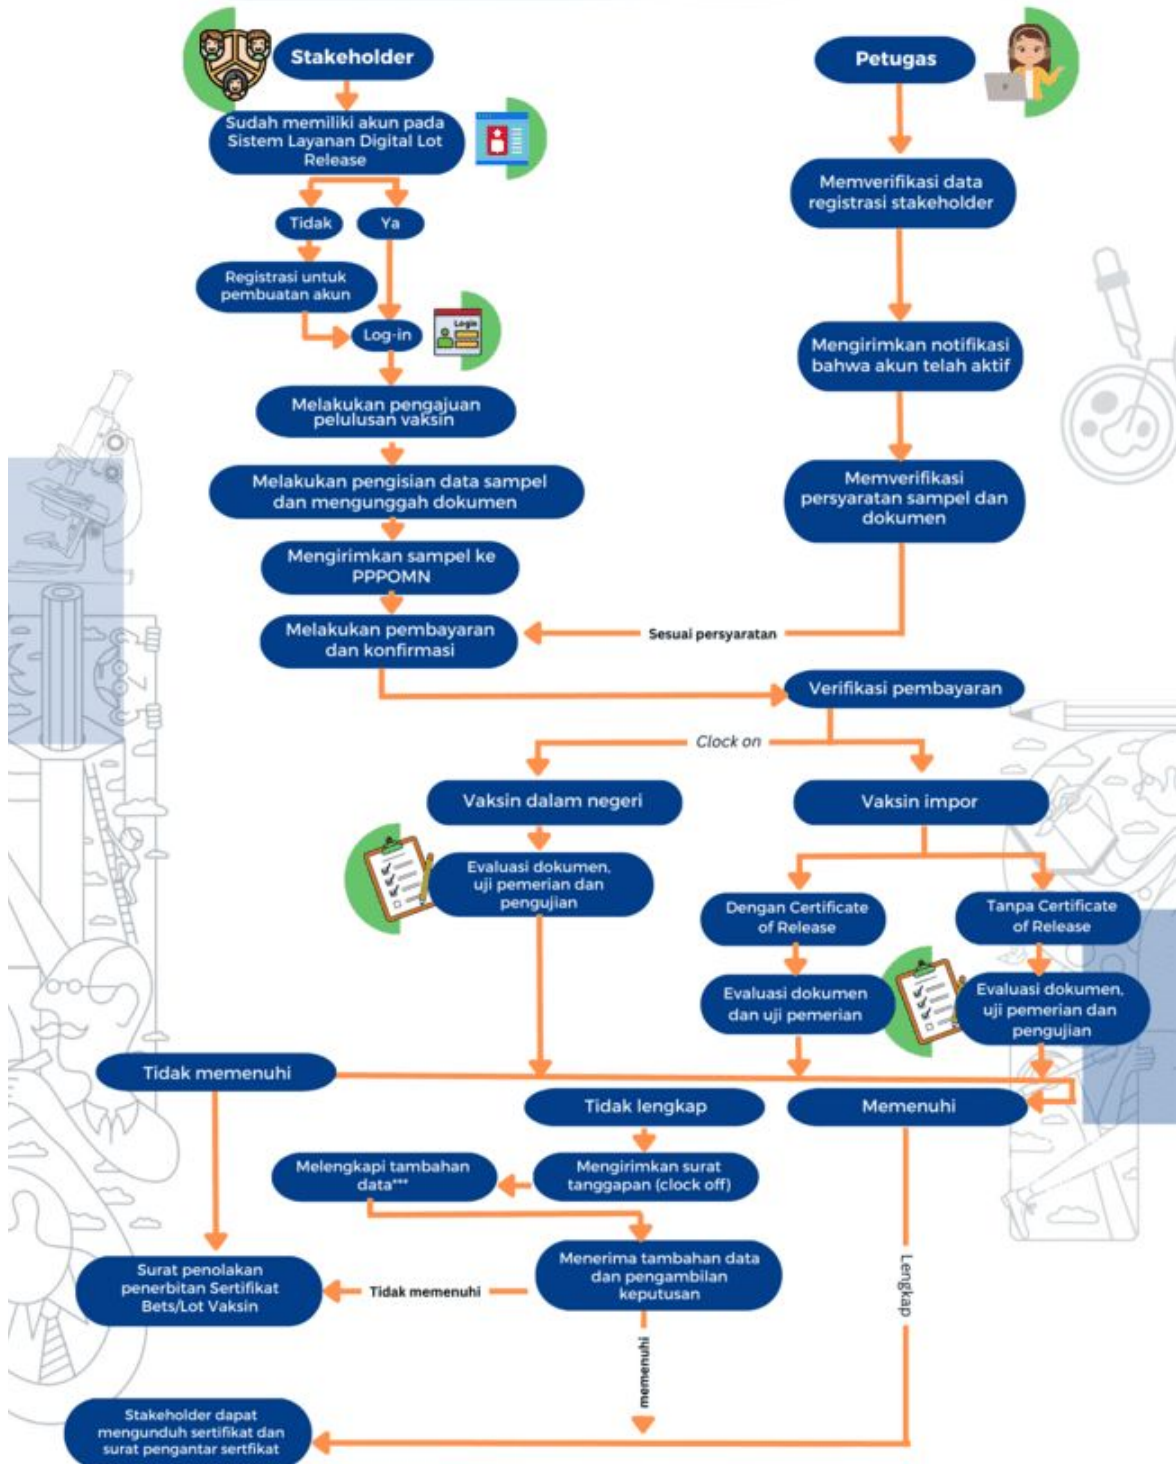 Stakeholder
Petugas
Sudah memiliki akun pada
Sistem Layanan Digital Lot
Release
Tidak
Ya
Registrasi untuk
pembuatan akun
Login
Log-in
Melakukan pengajuan
pelulusan vaksin
Melakukan pengisian data sampel
dan mengunggah dokumen
Mengirimkan sampel ke
PPPOMN
Melakukan pembayaran
dan konfirmasi
Memverifikasi data
registrasi stakeholder
Mengirimkan notifikasi
bahwa akun telah aktif
Memverifikasi
persyaratan sampel dan
dokumen
Sesuai persyaratan
Verifikasi pembayaran
Clock on
Vaksin dalam negeri
Vaksin impor
Evaluasi dokumen,
uji pemerian dan
pengujian
Dengan Certificate
of Release
Tanpa Certificate
of Release
Evaluasi dokumen
dan uji pemerian
Evaluasi dokumen,
uji pemerian dan
pengujian
Tidak memenuhi
Tidak lengkap
Memenuhi
Melengkapi tambahan
data***
Mengirimkan surat
tanggapan (clock off)
Surat penolakan
penerbitan Sertifikat
Bets/Lot Vaksin
Tidak memenuhi
Menerima tambahan data
dan pengambilan
keputusan
Lengkap
memenuhi
Stakeholder dapat
mengunduh sertifikat dan
surat pengantar sertfikat